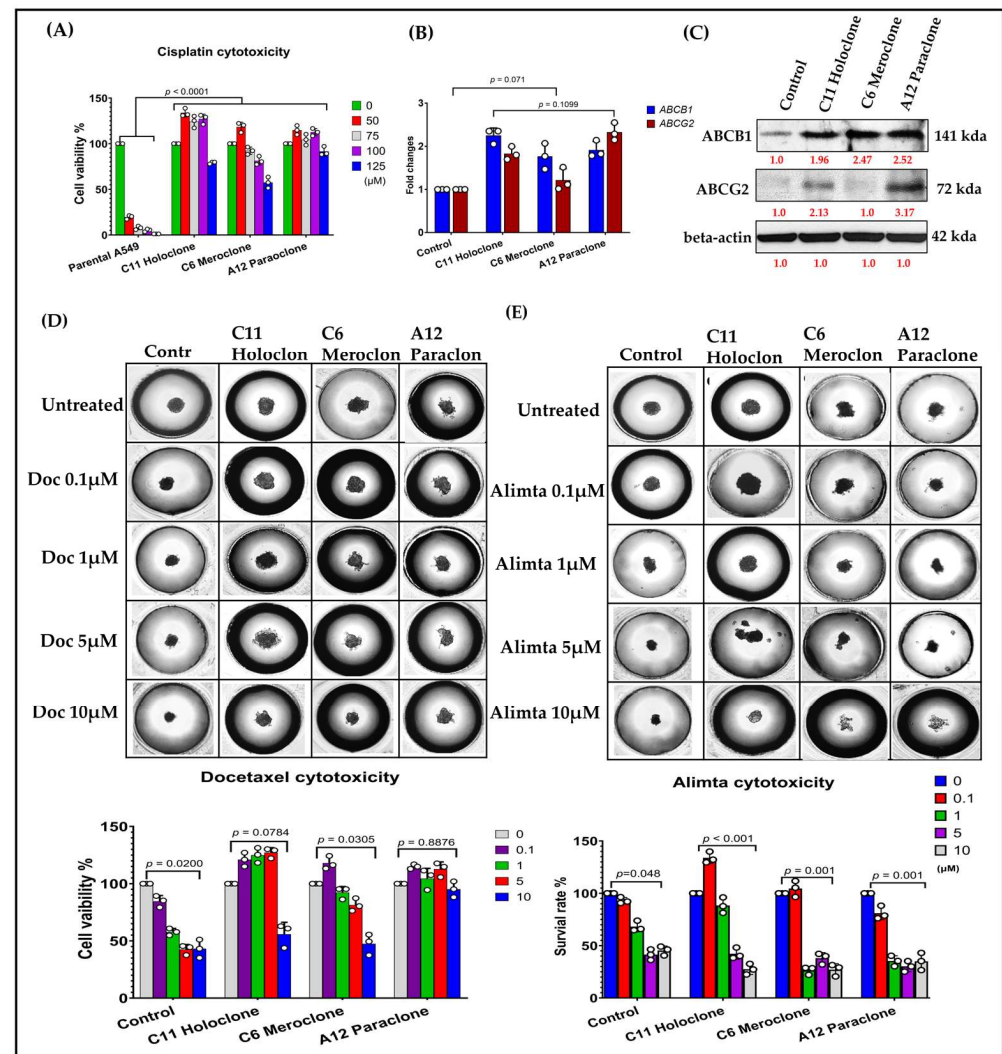 (A)
Cisplatin cytotoxicity
p < 0.0001
150
125
100
75
50
25
0
Cell viability %
0
50
75
100
125
(μM)
Parental A549
C11 Holoclone
C6 Meroclone
A12 Paraoclone
(B)
p = 0.071
p = 0.1099
ABCB1
ABCG2
3
2
1
0
Fold changes
Control
C11 Holoclone
C6 Meroclone
A12 Paraclone
(C)
Control
C11 Holoclone
C6 Meroclone
A12 Paraclone
ABCB1
141 kda
1.0 1.96 2.47 2.52
ABCG2
72 kda
1.0 2.13 1.0 3.17
beta-actin
42 kda
1.0 1.0 1.0 1.0
(D)
Contr
C11
Holoclon
C6
Meroclon
A12
Paraclon
Untreated
Doc 0.1μM
Doc 1μM
Doc 5μM
Doc 10μM
Docetaxel cytotoxicity
150
100
50
0
Cell vaibility %
p = 0.0200
p = 0.0784
p = 0.0305
p = 0.8876
0
0.1
1
5
10
Control
C11 Holoclone
C6 Meroclone
A12 Paraclone
(E)
Control
C11
Holoclon
C6
Meroclon
A12
Paraclone
Untreated
Alimta 0.1μM
Alimta 1μM
Alimta 5μM
Alimta 10μM
Alimta cytotoxicity
150
100
50
0
Survial rate %
p=0.048
p < 0.001
p = 0.001
p = 0.001
0
0.1
1
5
10
(μM)
Control
C11 Holoclone
C6 Meroclone
A12 Paraclone